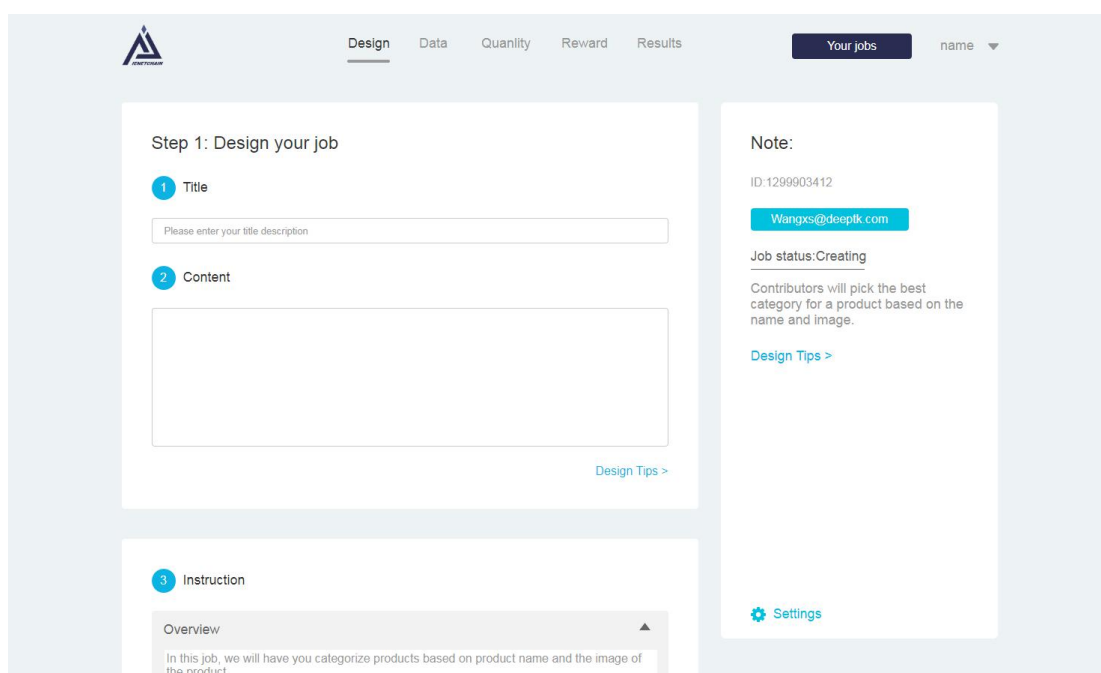 Design Data Quanlity Reward Results Your jobs name
Step 1: Design your job
1 Title
Please enter your title description
2 Content
Design Tips >
3 Instruction
Overview
In this job, we will have you categorize products based on product name and the image of
the product
Note:
ID:1299903412
Wangxs@deeptk.com
Job status:Creating
Contributors will pick the best
category for a product based on the
name and image.
Design Tips >
Settings